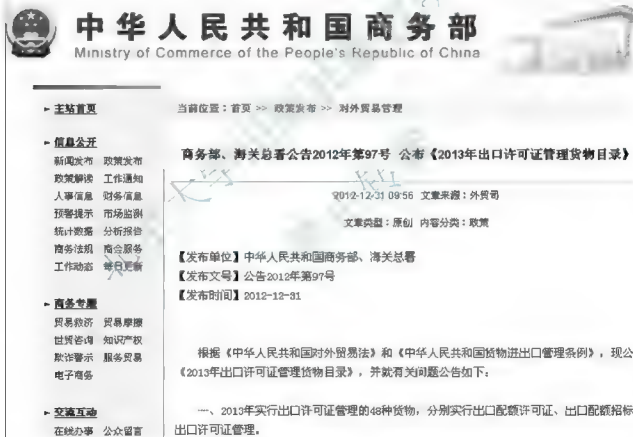 中华人民共和国商务部
Ministry of Commerce of the People's Republic of China
主站首页
当前位置：首页 >> 政策发布 >> 对外贸易管理
信息公开
新闻发布 政策发布
政策解读 工作通知
人事信息 财务信息
预警提示 市场监测
统计数据 分析报告
商务法规 商会服务
工作动态 每日更新
商务专题
贸易救济 贸易摩擦
世贸咨询 知识产权
欺诈警示 服务贸易
电子商务
交流互动
在线办事 公众留言
商务部、海关总署公告2012年第97号 公布《2013年出口许可证管理货物目录》
2012-12-31 09:56 文章来源：外贸司
文章类型：原创 内容分类：政策
【发布单位】中华人民共和国商务部、海关总署
【发布文号】公告2012年第97号
【发布时间】2012-12-31
根据《中华人民共和国对外贸易法》和《中华人民共和国货物进出口管理条例》，现公
《2013年出口许可证管理货物目录》，并就有关问题公告如下：
一、2013年实行出口许可证管理的48种货物，分别实行出口配额许可证、出口配额招标
出口许可证管理。